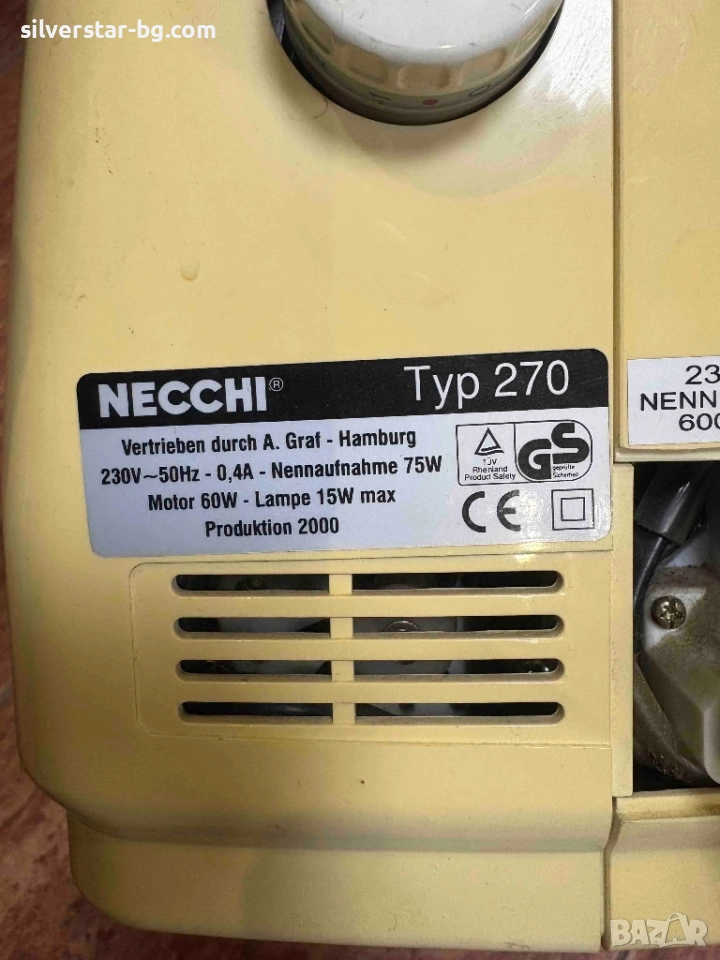 silverstar-bg.com
NECCHI® Typ 270
Vertrieben durch A. Graf - Hamburg
230V~50Hz - 0,4A - Nennaufnahme 75W
Motor 60W - Lampe 15W max
Produktion 2000
TÜV
Rheinland
Product Safety
GS
geprüfte
Sicherheit
CE
23
NENN
600
BAZAR